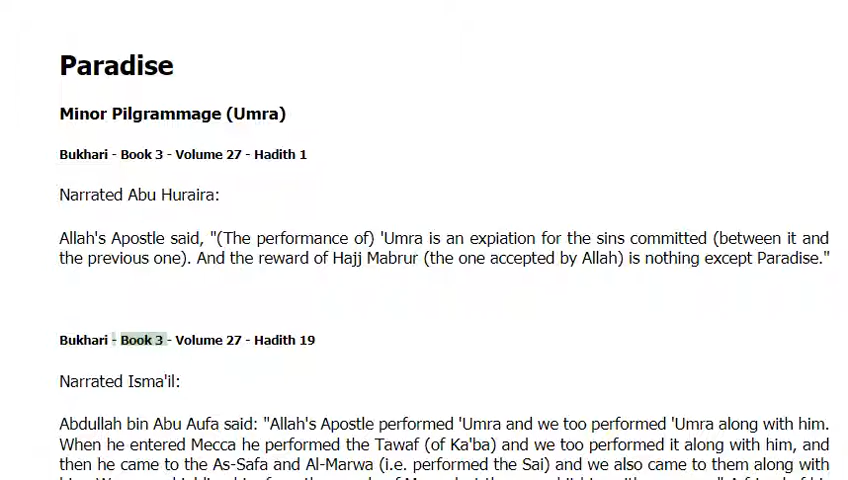 Paradise
Minor Pilgrammage (Umra)
Bukhari - Book 3 - Volume 27 - Hadith 1
Narrated Abu Huraira:
Allah's Apostle said, "(The performance of) 'Umra is an expiation for the sins committed (between it and
the previous one). And the reward of Hajj Mabrur (the one accepted by Allah) is nothing except Paradise."
Bukhari - Book 3 - Volume 27 - Hadith 19
Narrated Isma'il:
Abdullah bin Abu Aufa said: "Allah's Apostle performed 'Umra and we too performed 'Umra along with him.
When he entered Mecca he performed the Tawaf (of Ka'ba) and we too performed it along with him, and
then he came to the As-Safa and Al-Marwa (i.e. performed the Sai) and we also came to them along with